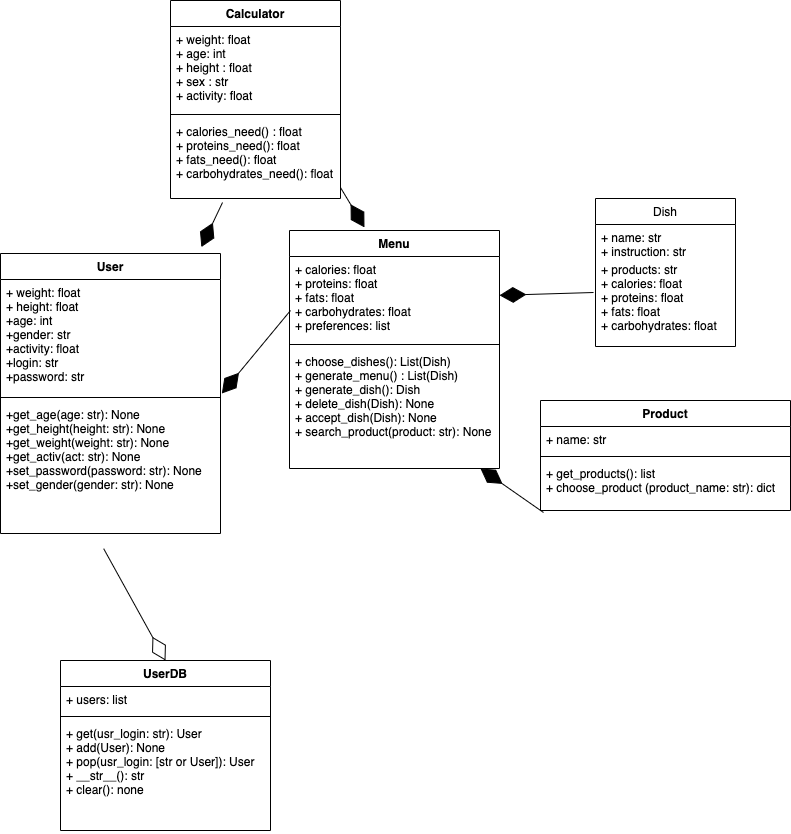 Calculator
+ weight: float
+ age: int
+ height : float
+ sex : str
+ activity: float
+ calories_need() : float
+ proteins_need(): float
+ fats_need(): float
+ carbohydrates_need(): float
User
+ weight: float
+ height: float
+age: int
+gender: str
+activity: float
+login: str
+password: str
+get_age(age: str): None
+get_height(height: str): None
+get_weight(weight: str): None
+get_activ(act: str): None
+set_password(password: str): None
+set_gender(gender: str): None
Menu
+ calories: float
+ proteins: float
+ fats: float
+ carbohydrates: float
+ preferences: list
+ choose_dishes(): List(Dish)
+ generate_menu() : List(Dish)
+ generate_dish(): Dish
+ delete_dish(Dish): None
+ accept_dish(Dish): None
+ search_product(product: str): None
Dish
+ name: str
+ instruction: str
+ products: str
+ calories: float
+ proteins: float
+ fats: float
+ carbohydrates: float
Product
+ name: str
+ get_products(): list
+ choose_product (product_name: str): dict
UserDB
+ users: list
+ get(usr_login: str): User
+ add(User): None
+ pop(usr_login: [str or User]): User
+ __str__(): str
+ clear(): none